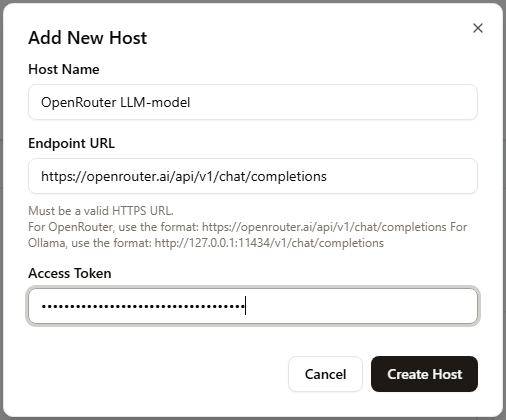 Add New Host
Host Name
OpenRouter LLM-model
Endpoint URL
https://openrouter.ai/api/v1/chat/completions
Must be a valid HTTPS URL.
For OpenRouter, use the format: https://openrouter.ai/api/v1/chat/completions For
Ollama, use the format: http://127.0.0.1:11434/v1/chat/completions
Access Token
••••••••••••••••••••••••••••••••••••
Cancel
Create Host